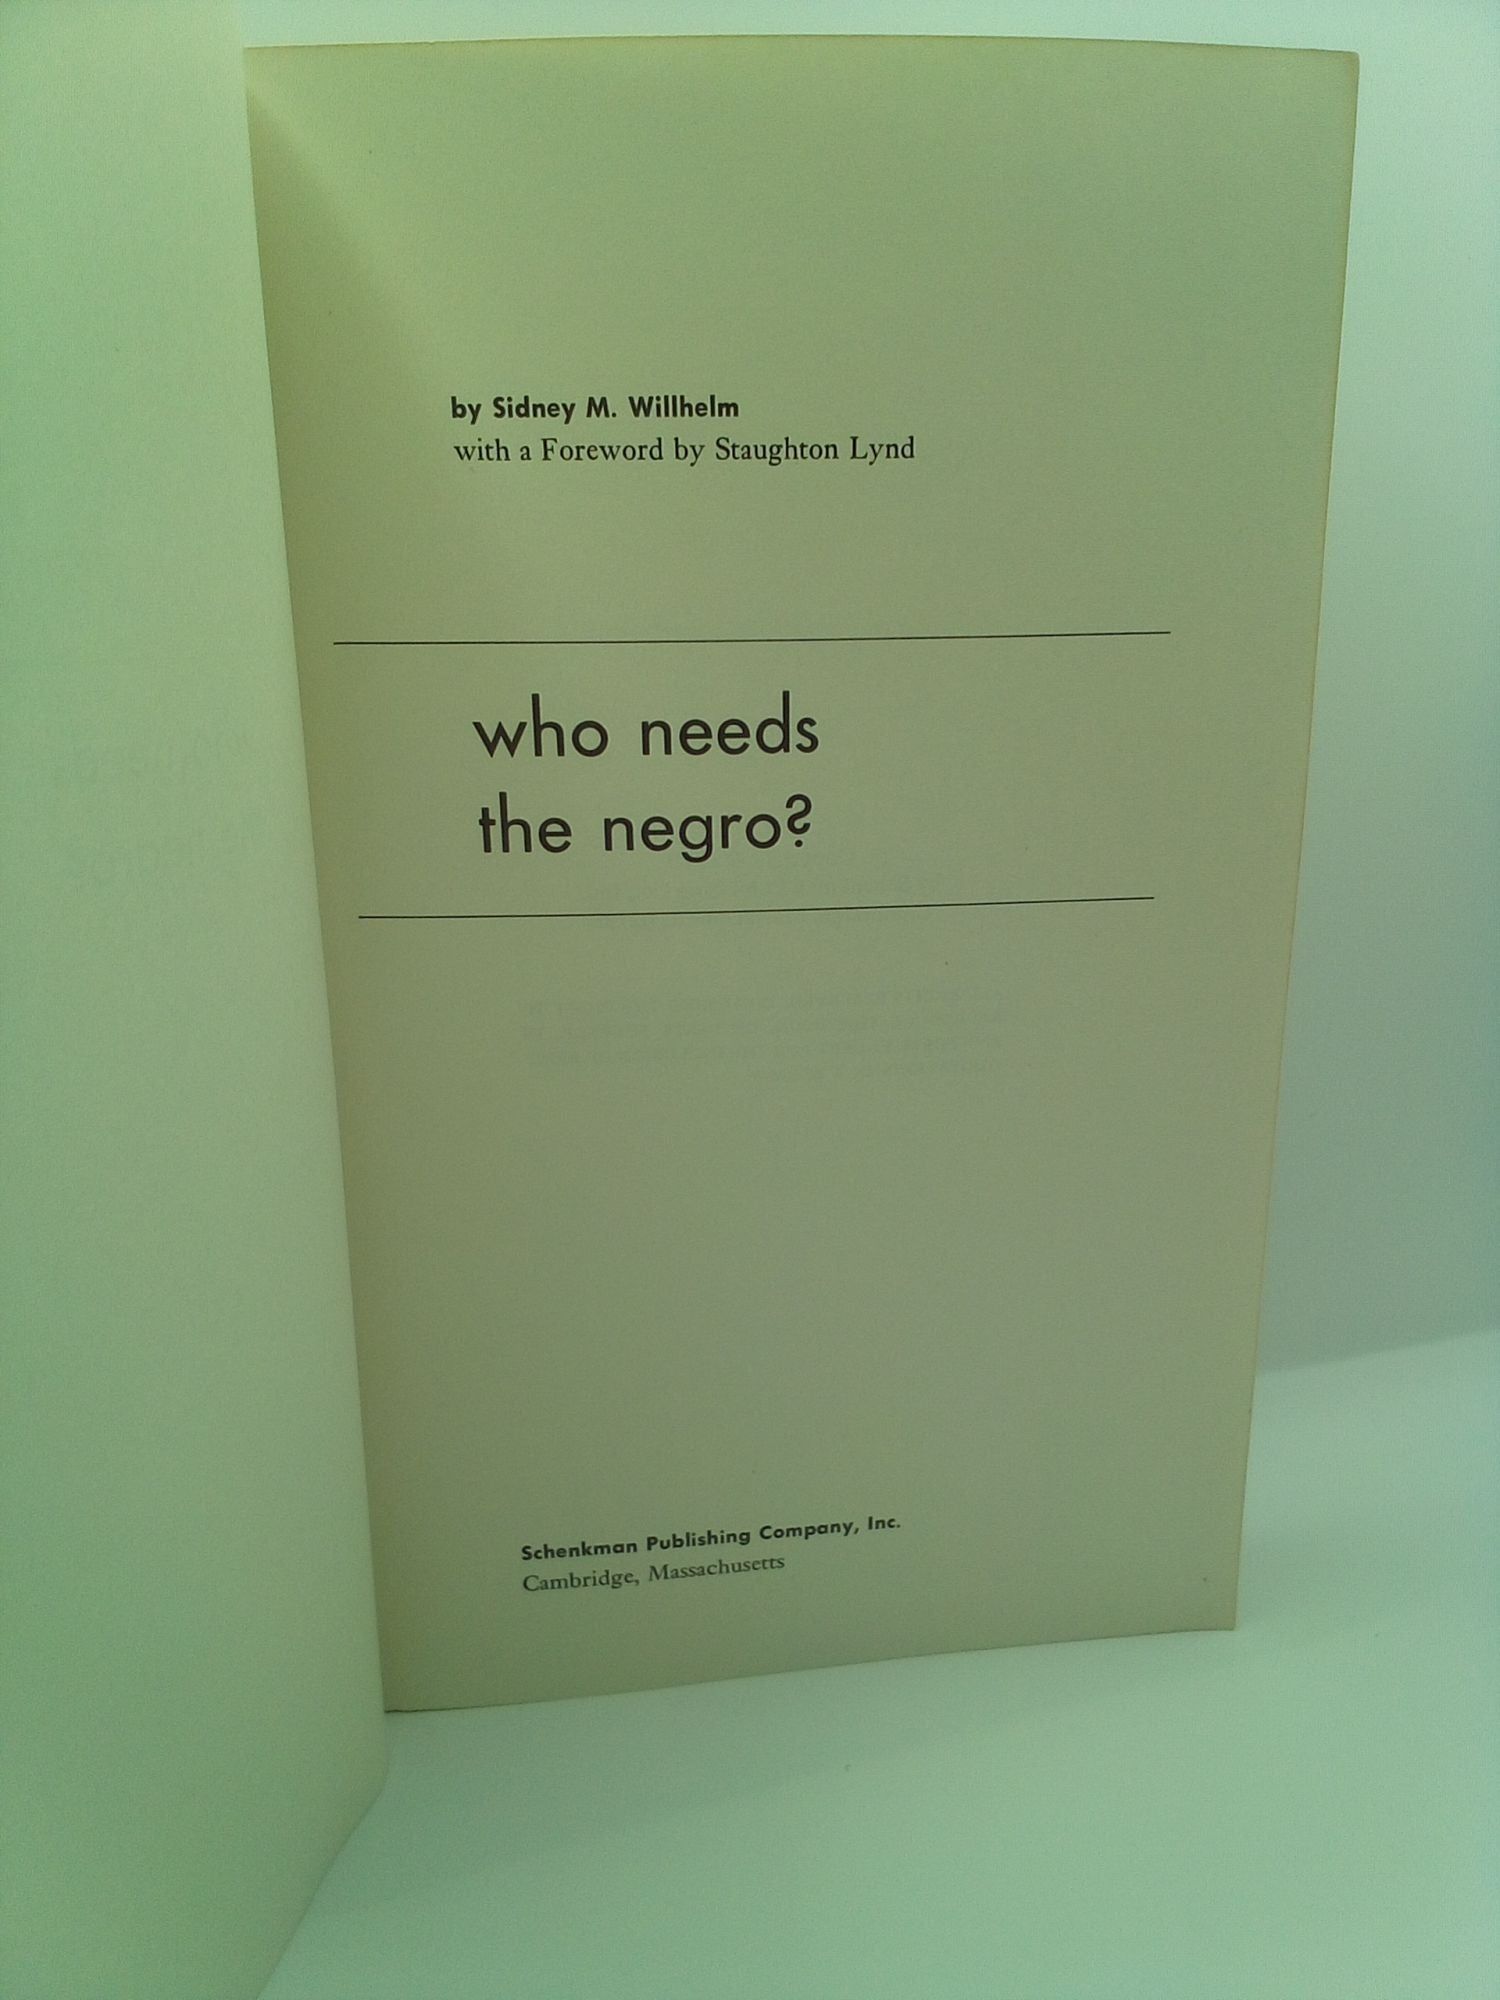 by Sidney M. Willhelm
with a Foreword by Staughton Lynd
who needs
the negro?
Schenkman Publishing Company, Inc.
Cambridge, Massachusetts